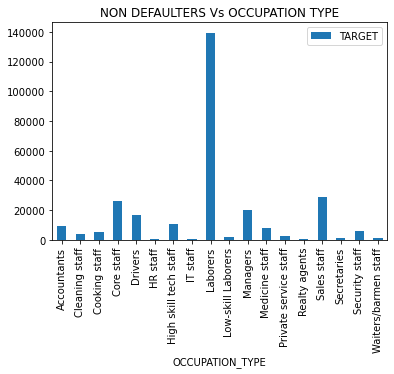 NON DEFAULTERS Vs OCCUPATION TYPE
TARGET
140000
120000
100000
80000
60000
40000
20000
0
Accountants
Cleaning staff
Cooking staff
Core staff
Drivers
HR staff
High skill tech staff
IT staff
Laborers
Low-skill Laborers
Managers
Medicine staff
Private service staff
Realty agents
Sales staff
Secretaries
Security staff
Waiters/barmen staff
OCCUPATION_TYPE